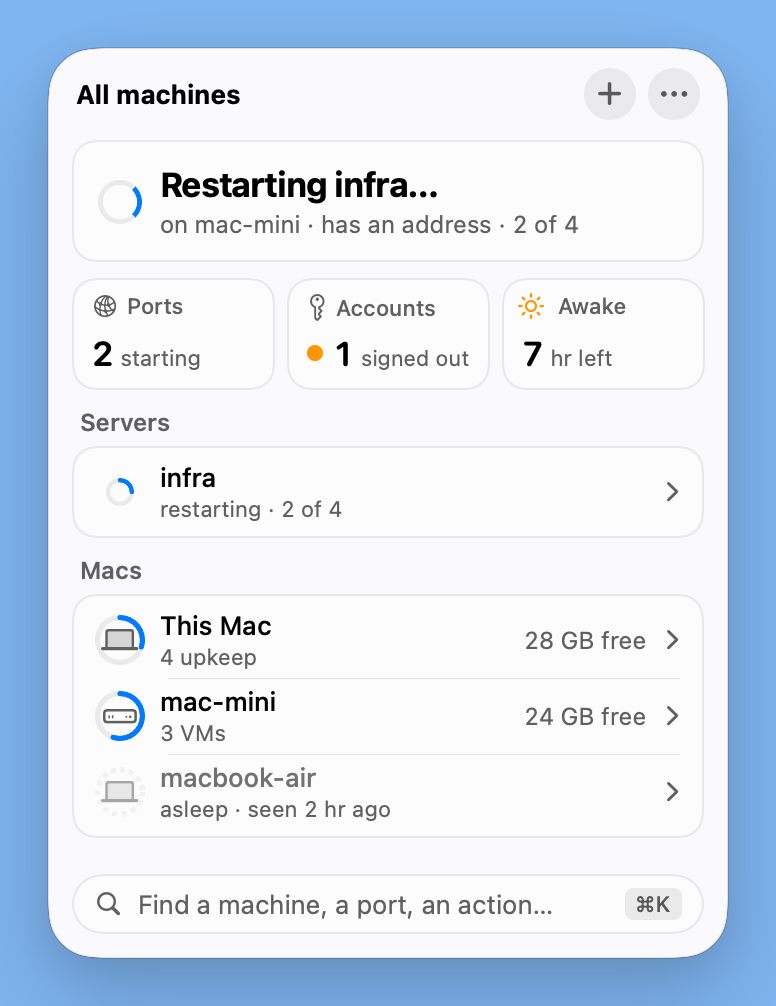 All machines
Restarting infra...
on mac-mini · has an address · 2 of 4
Ports
2 starting
Accounts
1 signed out
Awake
7 hr left
Servers
infra
restarting · 2 of 4
Macs
This Mac
4 upkeep
28 GB free
mac-mini
3 VMs
24 GB free
macbook-air
asleep · seen 2 hr ago
Find a machine, a port, an action... ⌘K